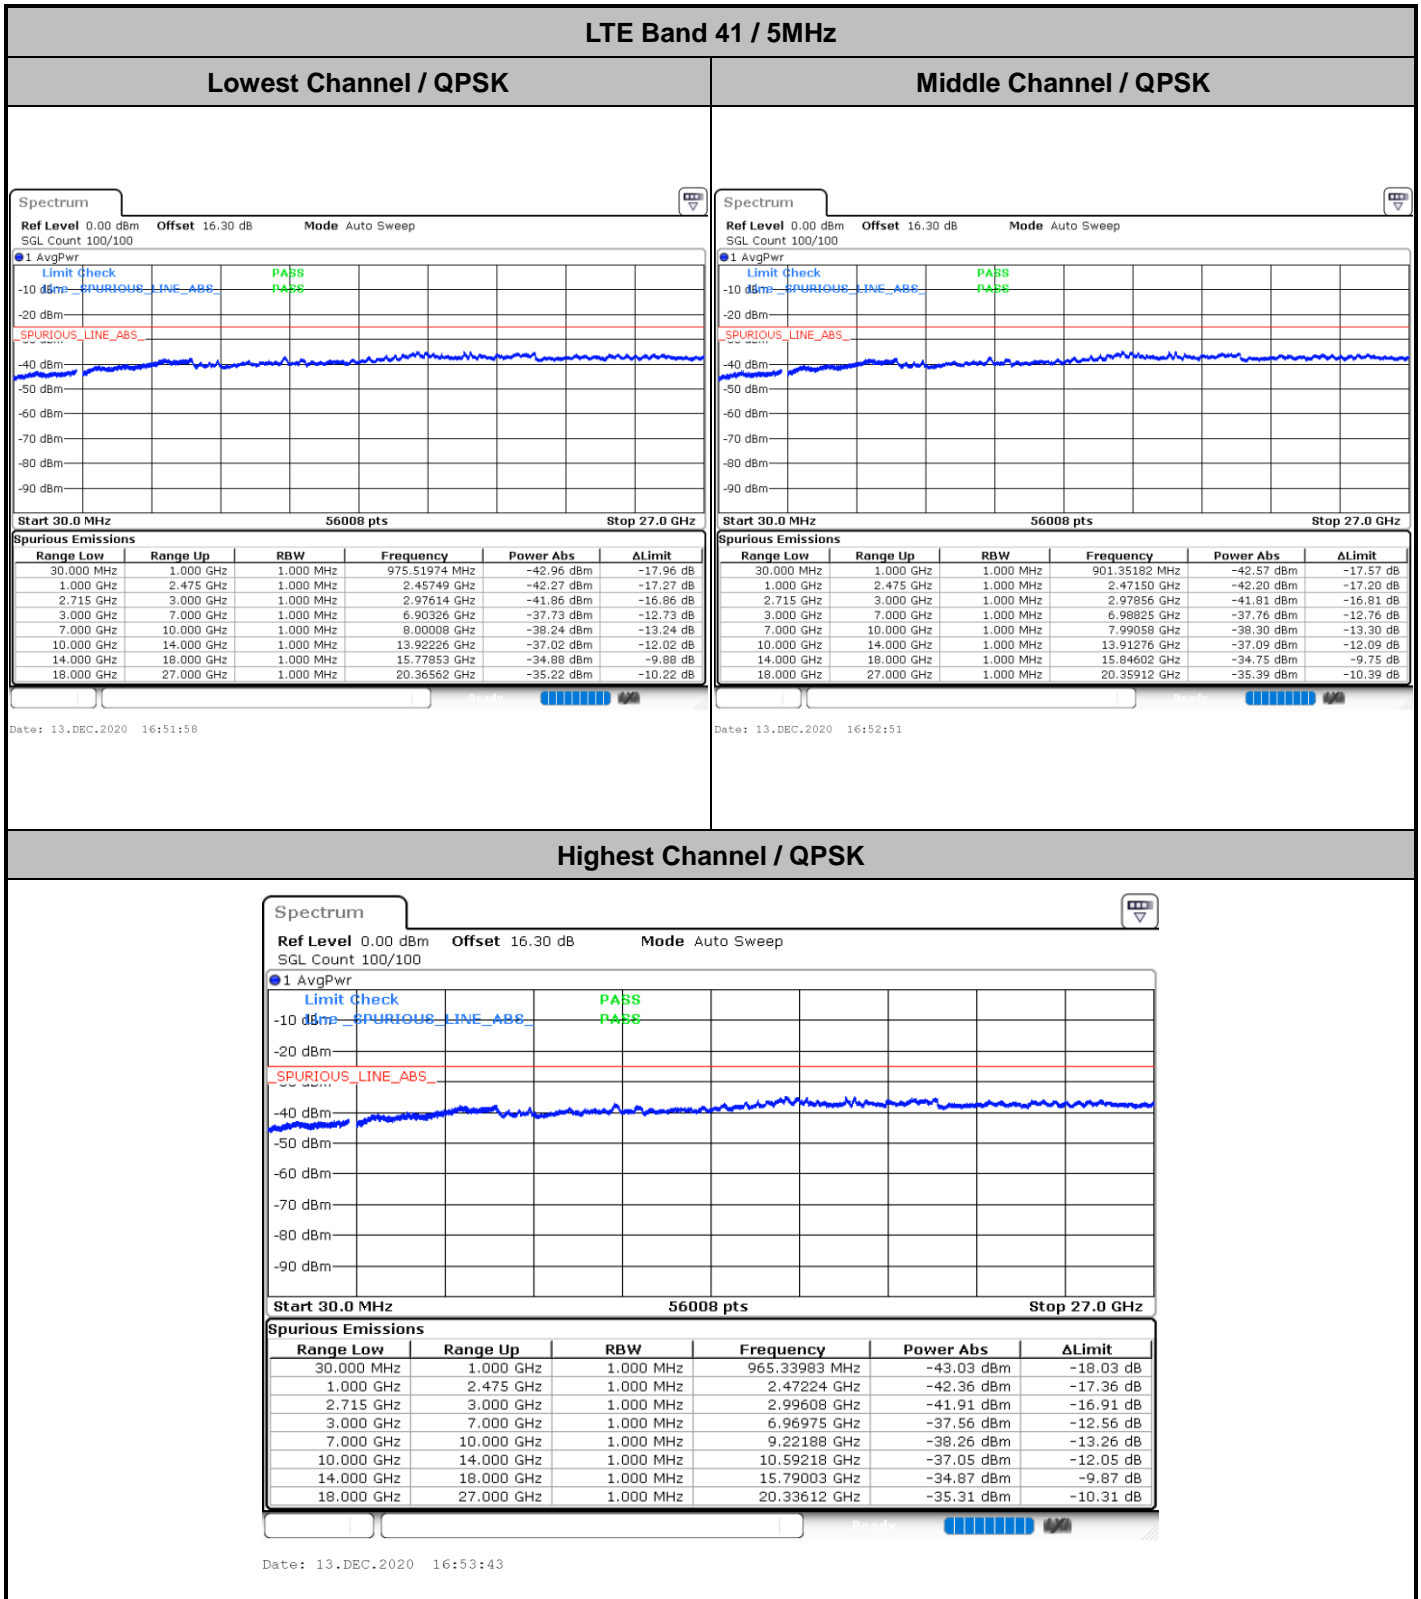 LTE Band 41 / 5MHz
Lowest Channel / QPSK
Middle Channel / QPSK
Spectrum
Ref Level 0.00 dBm Offset 16.30 dB Mode Auto Sweep
SGL Count 100/100
1 AvgPwr
Limit Check PASS
-10 dBm Line _SPURIOUS_LINE_ABS_ PASS
-20 dBm
_SPURIOUS_LINE_ABS_
-40 dBm
-50 dBm
-60 dBm
-70 dBm
-80 dBm
-90 dBm
Start 30.0 MHz 56008 pts Stop 27.0 GHz
Spurious Emissions
Range Low Range Up RBW Frequency Power Abs ΔLimit
30.000 MHz 1.000 GHz 1.000 MHz 975.51974 MHz -42.96 dBm -17.96 dB
1.000 GHz 2.475 GHz 1.000 MHz 2.45749 GHz -42.27 dBm -17.27 dB
2.715 GHz 3.000 GHz 1.000 MHz 2.97614 GHz -41.86 dBm -16.86 dB
3.000 GHz 7.000 GHz 1.000 MHz 6.90326 GHz -37.73 dBm -12.73 dB
7.000 GHz 10.000 GHz 1.000 MHz 8.00008 GHz -38.24 dBm -13.24 dB
10.000 GHz 14.000 GHz 1.000 MHz 13.92226 GHz -37.02 dBm -12.02 dB
14.000 GHz 18.000 GHz 1.000 MHz 15.77853 GHz -34.88 dBm -9.88 dB
18.000 GHz 27.000 GHz 1.000 MHz 20.36562 GHz -35.22 dBm -10.22 dB
Ready
Date: 13.DEC.2020 16:51:58
Spectrum
Ref Level 0.00 dBm Offset 16.30 dB Mode Auto Sweep
SGL Count 100/100
1 AvgPwr
Limit Check PASS
-10 dBm Line _SPURIOUS_LINE_ABS_ PASS
-20 dBm
_SPURIOUS_LINE_ABS_
-40 dBm
-50 dBm
-60 dBm
-70 dBm
-80 dBm
-90 dBm
Start 30.0 MHz 56008 pts Stop 27.0 GHz
Spurious Emissions
Range Low Range Up RBW Frequency Power Abs ΔLimit
30.000 MHz 1.000 GHz 1.000 MHz 901.35182 MHz -42.57 dBm -17.57 dB
1.000 GHz 2.475 GHz 1.000 MHz 2.47150 GHz -42.20 dBm -17.20 dB
2.715 GHz 3.000 GHz 1.000 MHz 2.97856 GHz -41.81 dBm -16.81 dB
3.000 GHz 7.000 GHz 1.000 MHz 6.98825 GHz -37.76 dBm -12.76 dB
7.000 GHz 10.000 GHz 1.000 MHz 7.99058 GHz -38.30 dBm -13.30 dB
10.000 GHz 14.000 GHz 1.000 MHz 13.91276 GHz -37.09 dBm -12.09 dB
14.000 GHz 18.000 GHz 1.000 MHz 15.84602 GHz -34.75 dBm -9.75 dB
18.000 GHz 27.000 GHz 1.000 MHz 20.35912 GHz -35.39 dBm -10.39 dB
Ready
Date: 13.DEC.2020 16:52:51
Highest Channel / QPSK
Spectrum
Ref Level 0.00 dBm Offset 16.30 dB Mode Auto Sweep
SGL Count 100/100
1 AvgPwr
Limit Check PASS
-10 dBm Line _SPURIOUS_LINE_ABS_ PASS
-20 dBm
_SPURIOUS_LINE_ABS_
-40 dBm
-50 dBm
-60 dBm
-70 dBm
-80 dBm
-90 dBm
Start 30.0 MHz 56008 pts Stop 27.0 GHz
Spurious Emissions
Range Low Range Up RBW Frequency Power Abs ΔLimit
30.000 MHz 1.000 GHz 1.000 MHz 965.33983 MHz -43.03 dBm -18.03 dB
1.000 GHz 2.475 GHz 1.000 MHz 2.47224 GHz -42.36 dBm -17.36 dB
2.715 GHz 3.000 GHz 1.000 MHz 2.99608 GHz -41.91 dBm -16.91 dB
3.000 GHz 7.000 GHz 1.000 MHz 6.96975 GHz -37.56 dBm -12.56 dB
7.000 GHz 10.000 GHz 1.000 MHz 9.22188 GHz -38.26 dBm -13.26 dB
10.000 GHz 14.000 GHz 1.000 MHz 10.59218 GHz -37.05 dBm -12.05 dB
14.000 GHz 18.000 GHz 1.000 MHz 15.79003 GHz -34.87 dBm -9.87 dB
18.000 GHz 27.000 GHz 1.000 MHz 20.33612 GHz -35.31 dBm -10.31 dB
Ready
Date: 13.DEC.2020 16:53:43